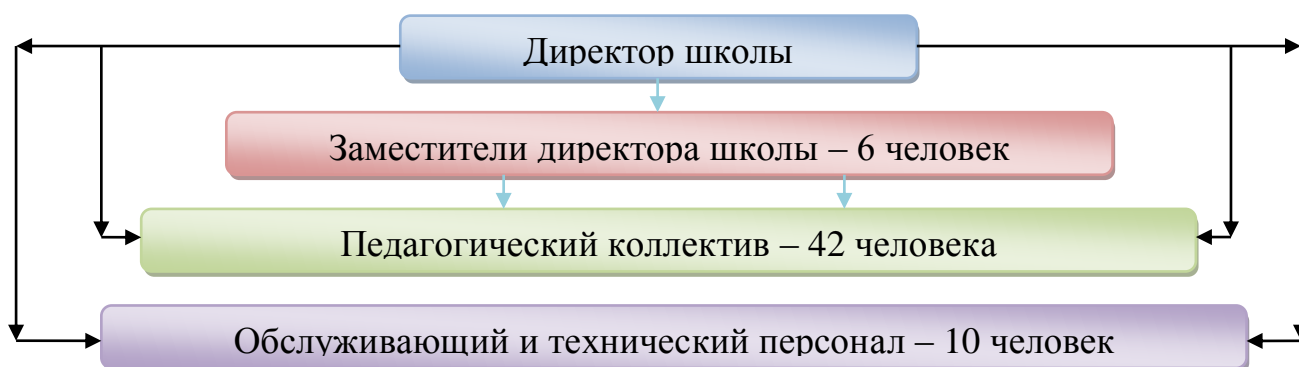 Директор школы
Заместители директора школы – 6 человек
Педагогический коллектив – 42 человека
Обслуживающий и технический персонал – 10 человек